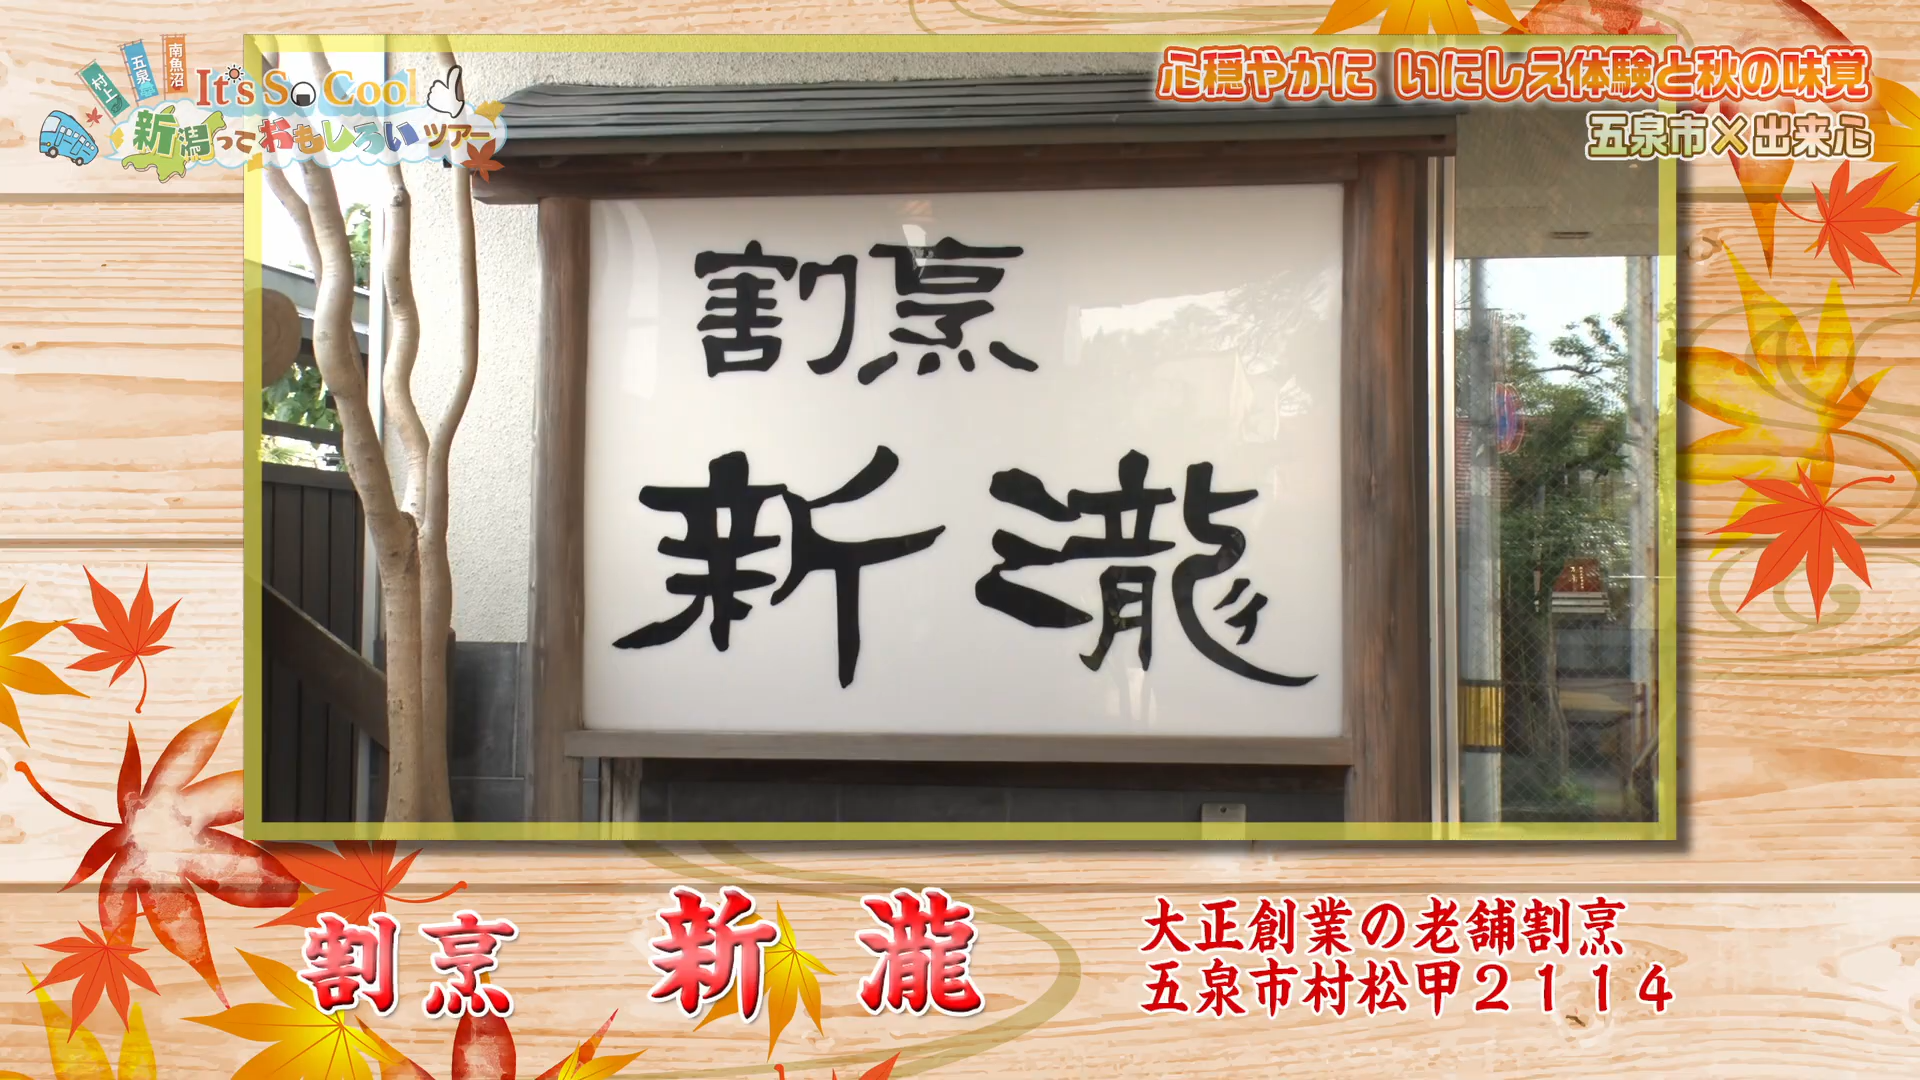 南魚沼
五泉
村上
It's So Cool
新潟っておもしろいツアー
心穏やかに いにしえ体験と秋の味覚
五泉市×出来心
割烹
新瀧
割烹 新瀧
大正創業の老舗割烹
五泉市村松甲2114